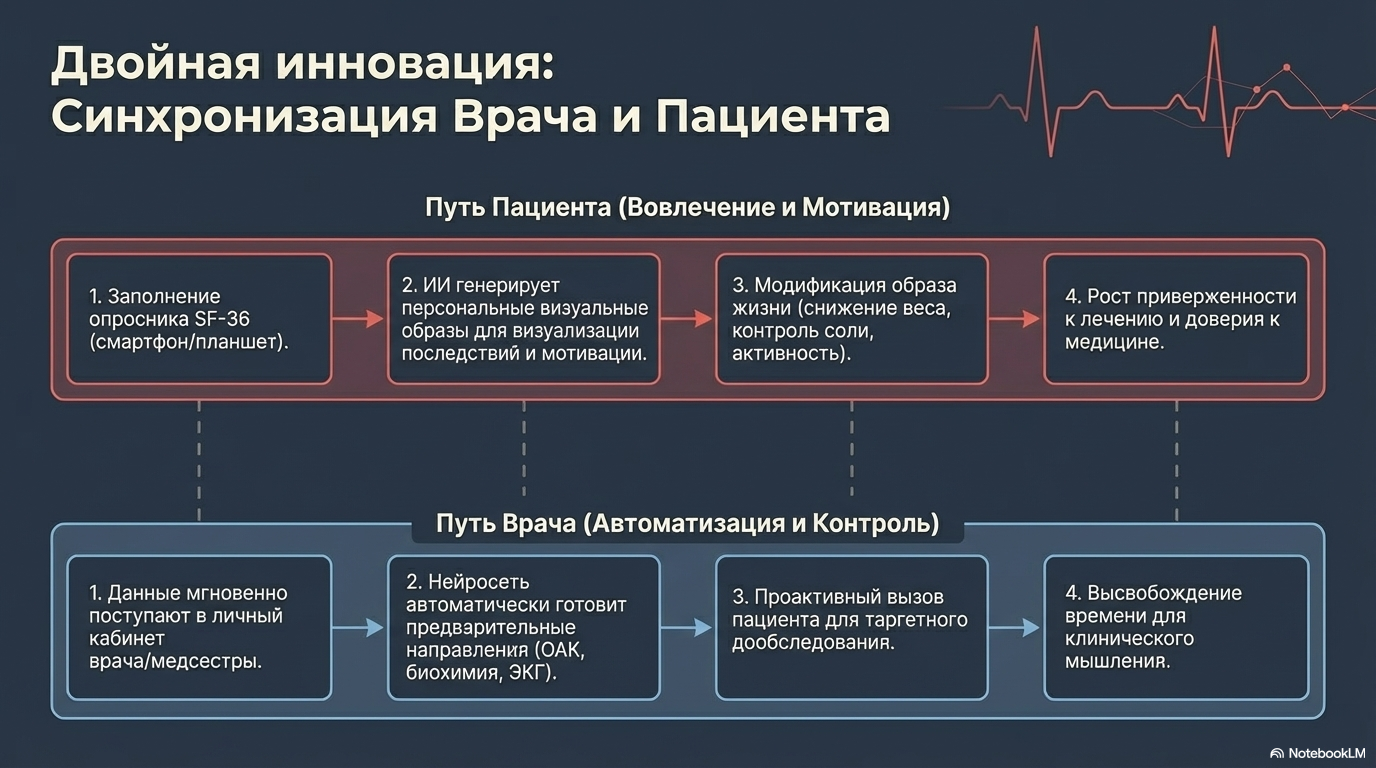 Двойная инновация:
Синхронизация Врача и Пациента
Путь Пациента (Вовлечение и Мотивация)
1. Заполнение
опросника SF-36
(смартфон/планшет).
2. ИИ генерирует
персональные визуальные
образы для визуализации
последствий и мотивации.
3. Модификация образа
жизни (снижение веса,
контроль соли,
активность).
4. Рост приверженности
к лечению и доверия к
медицине.
Путь Врача (Автоматизация и Контроль)
1. Данные мгновенно
поступают в личный
кабинет
врача/медсестры.
2. Нейросеть
автоматически готовит
предварительные
направления (ОАК,
биохимия, ЭКГ).
3. Проактивный вызов
пациента для таргетного
дообследования.
4. Высвобождение
времени для
клинического
мышления.
NotebookLM